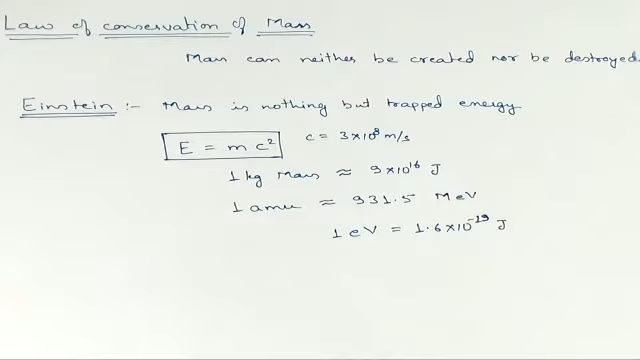 Law of conservation of Mass
Mass can neither be created nor be destroyed.
Einstein :- Mass is nothing but trapped energy
E = mc² c = 3×10⁸ m/s
1 kg Mass ≈ 9×10¹⁶ J
1 amu ≈ 931.5 MeV
1 eV = 1.6×10⁻¹⁹ J